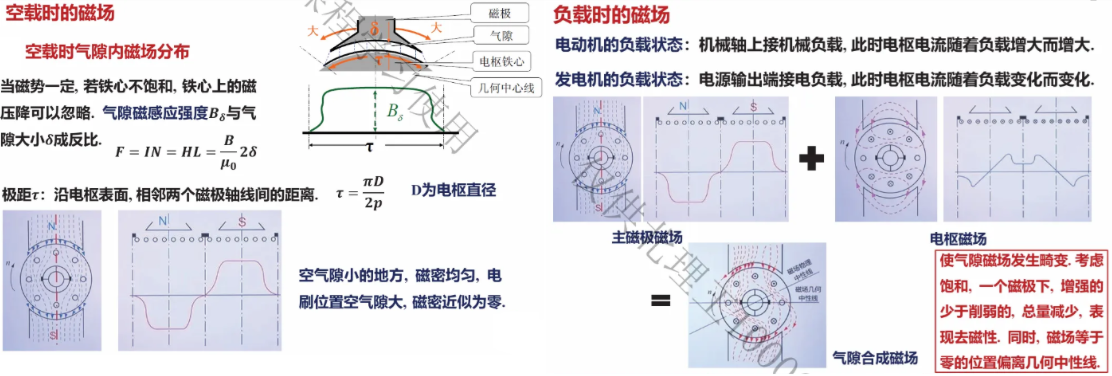 空载时的磁场
空载时气隙内磁场分布
当磁势一定, 若铁心不饱和, 铁心上的磁
压降可以忽略. 气隙磁感应强度Bδ与气
隙大小δ成反比.
F = IN = HL = B/μ0 2δ
大
δ
大
磁极
气隙
电枢铁心
几何中心线
Bδ
τ
极距τ：沿电枢表面, 相邻两个磁极轴线间的距离.
τ = πD/2p
D为电枢直径
N
S
n
N
S
空气隙小的地方, 磁密均匀, 电
刷位置空气隙大, 磁密近似为零.
负载时的磁场
电动机的负载状态：机械轴上接机械负载, 此时电枢电流随着负载增大而增大.
发电机的负载状态：电源输出端接电负载, 此时电枢电流随着负载变化而变化.
N
S
n
N
S
+
n
主磁极磁场
电枢磁场
=
磁场物理
中性线
磁场几何
中性线
气隙合成磁场
使气隙磁场发生畸变. 考虑
饱和, 一个磁极下, 增强的
少于削弱的, 总量减少, 表
现去磁性. 同时, 磁场等于
零的位置偏离几何中性线.